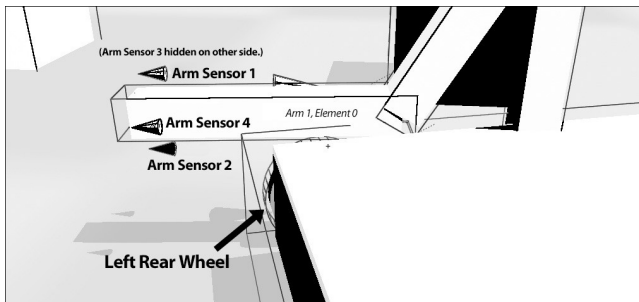 (Arm Sensor 3 hidden on other side.)
Arm Sensor 1
Arm 1, Element 0
Arm Sensor 4
Arm Sensor 2
Left Rear Wheel